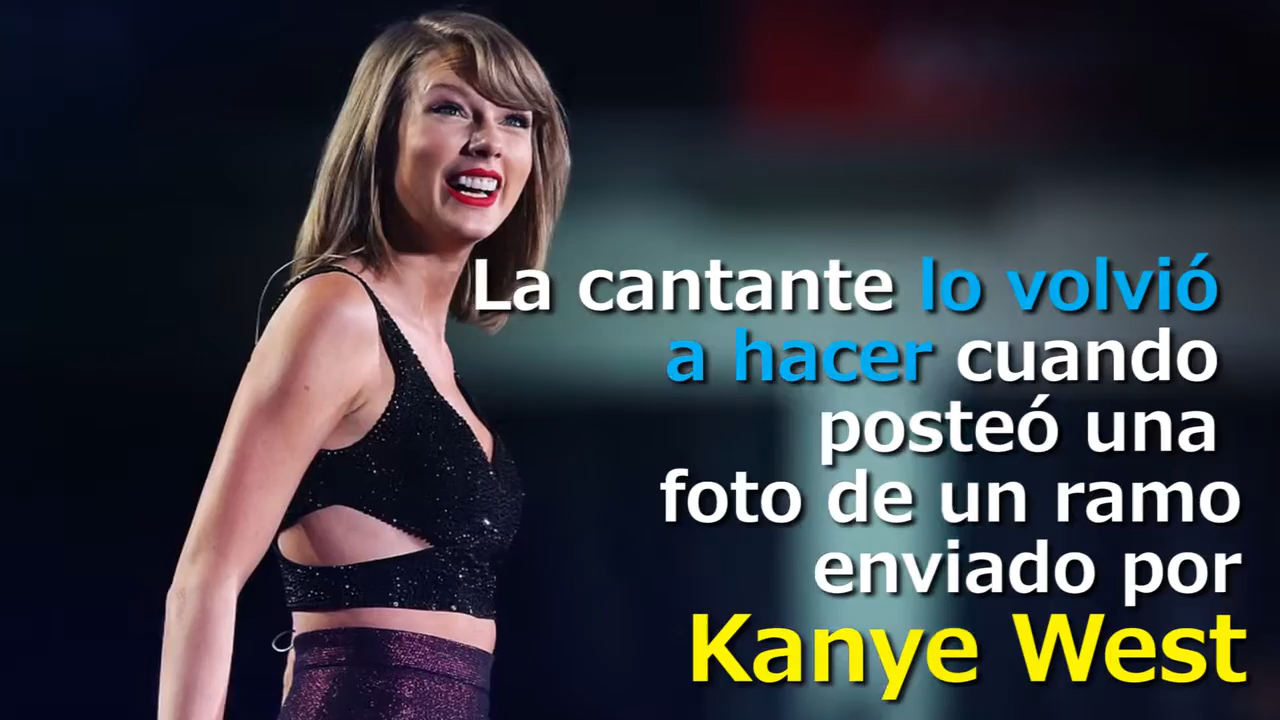 La cantante lo volvió
a hacer cuando
posteó una
foto de un ramo
enviado por
Kanye West